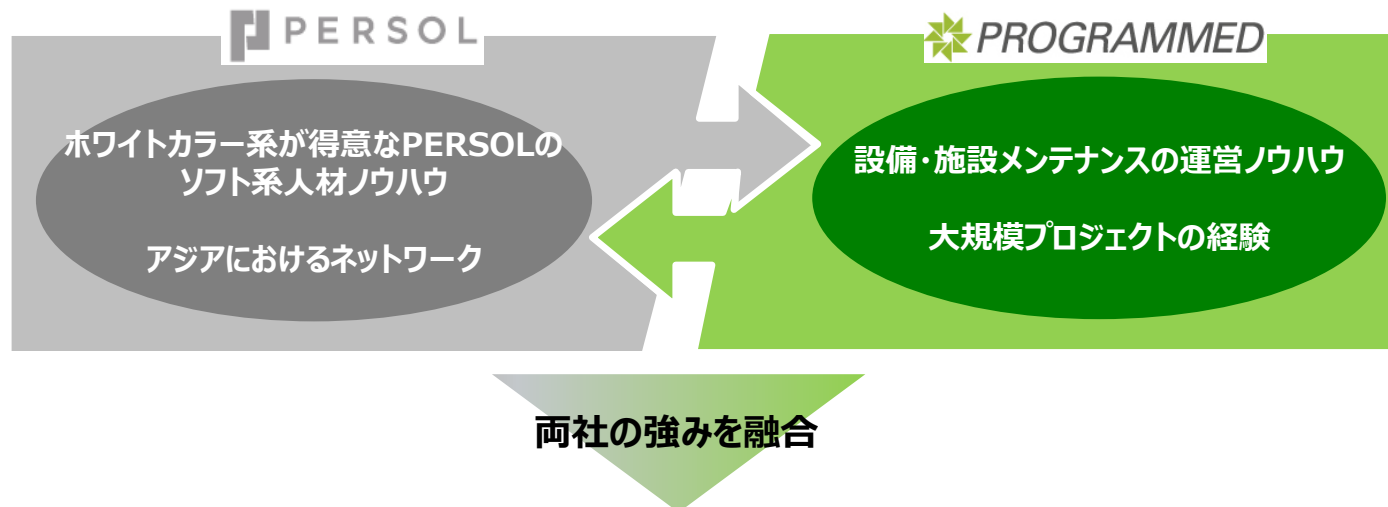 PERSOL
PROGRAMMED
ホワイトカラー系が得意なPERSOLの
ソフト系人材ノウハウ
アジアにおけるネットワーク
設備・施設メンテナンスの運営ノウハウ
大規模プロジェクトの経験
両社の強みを融合